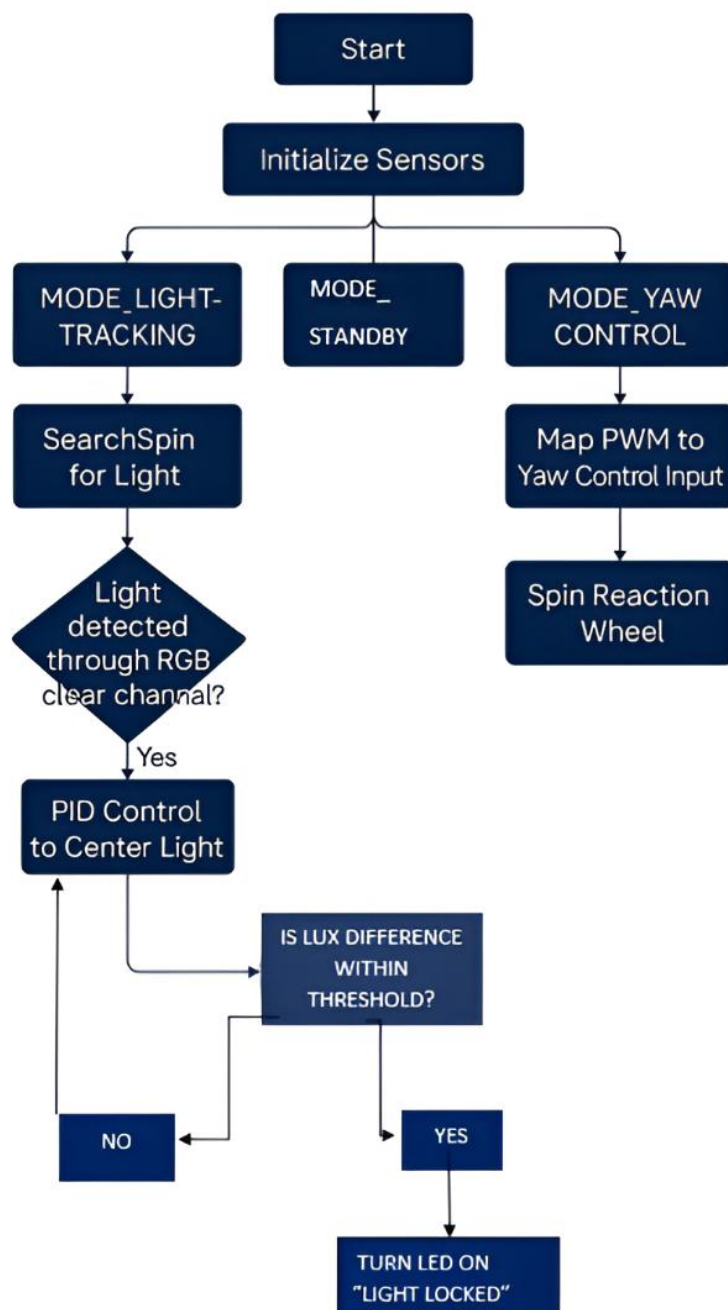 Start
Initialize Sensors
MODE_LIGHT-
TRACKING
MODE_
STANDBY
MODE_YAW
CONTROL
SearchSpin
for Light
Map PWM to
Yaw Control Input
Light
detected
through RGB
clear channal?
Spin Reaction
Wheel
Yes
PID Control
to Center Light
IS LUX DIFFERENCE
WITHIN
THRESHOLD?
NO
YES
TURN LED ON
"LIGHT LOCKED"